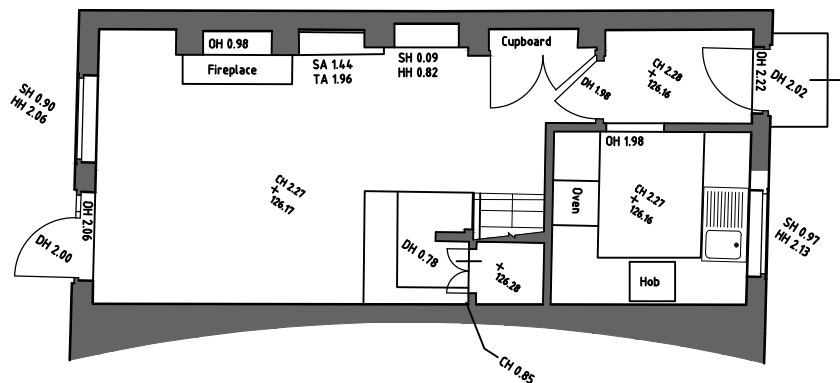 OH 0.98
Fireplace
SA 1.44
TA 1.96
SH 0.09
HH 0.82
Cupboard
DH 1.98
CH 2.28
126.16
OH 2.22
DH 2.02
SH 0.90
HH 2.06
OH 1.98
CH 2.27
126.17
Oven
CH 2.27
126.16
OH 2.06
DH 2.00
SH 0.97
HH 2.13
DH 0.78
126.28
Hob
CH 0.85